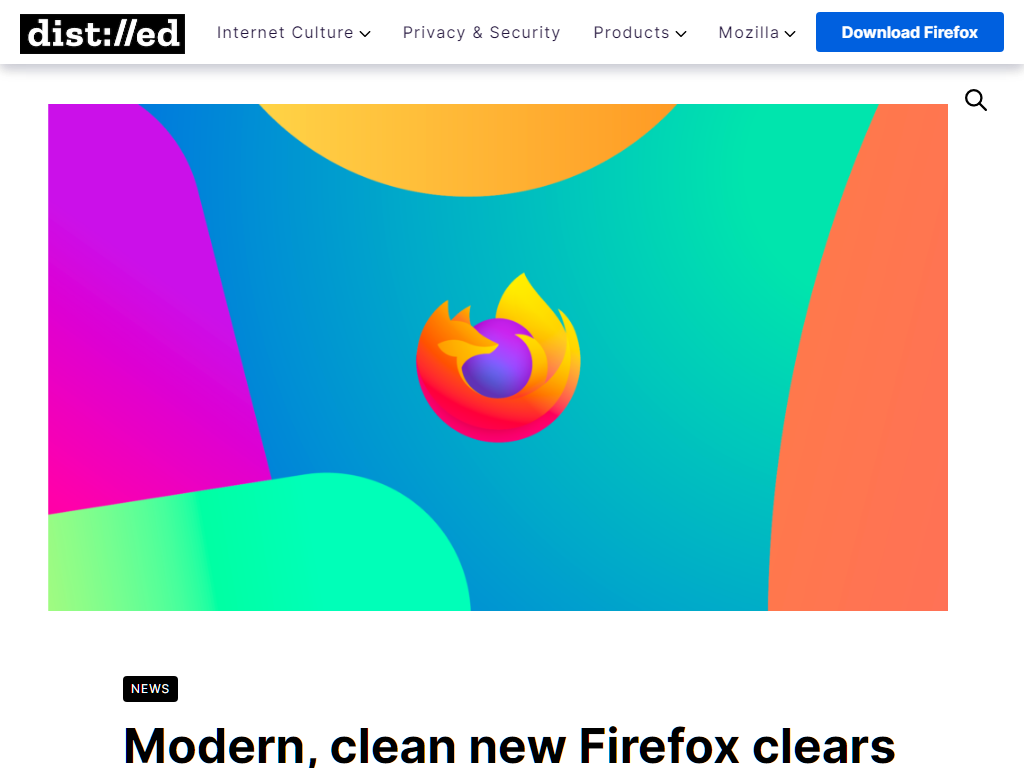 dist://ed
Internet Culture
Privacy & Security
Products
Mozilla
Download Firefox
NEWS
Modern, clean new Firefox clears